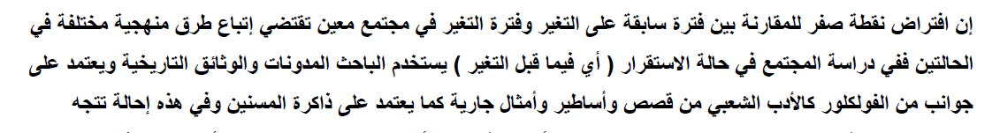 إن افتراض نقطة صفر للمقارنة بين فترة سابقة على التغير وفترة التغير في مجتمع معين تقتضي إتباع طرق منهجية مختلفة في
الحالتين ففي دراسة المجتمع في حالة الاستقرار ( أي فيما قبل التغير ) يستخدم الباحث المدونات والوثائق التاريخية ويعتمد على
جوانب من الفولكلور كالأدب الشعبي من قصص وأساطير وأمثال جارية كما يعتمد على ذاكرة المسنين وفي هذه إحالة تتجه